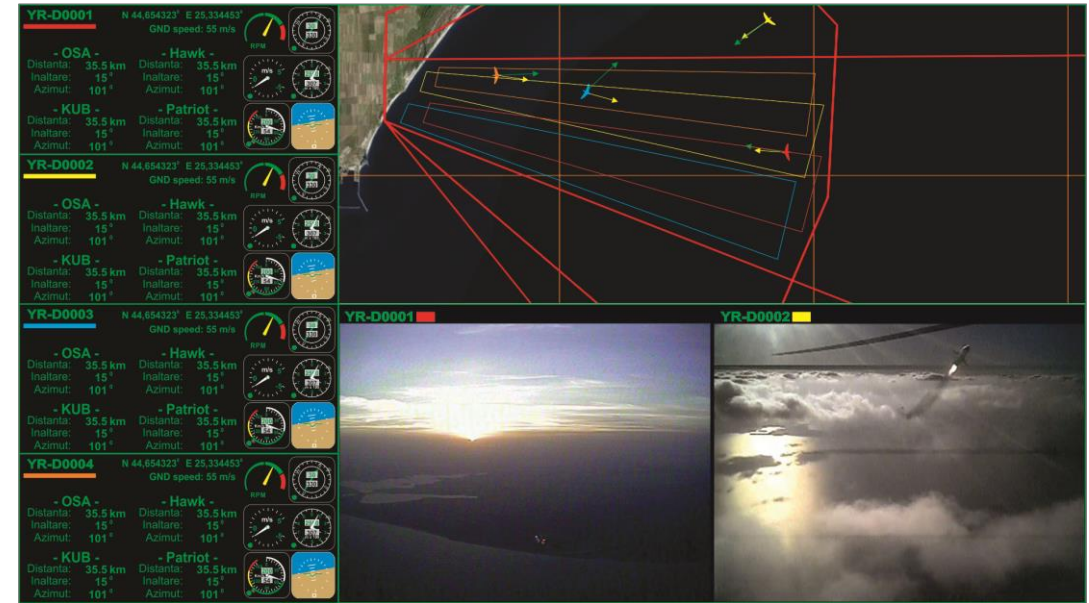 YR-D0001 N 44,654323° E 25,334453°
GND speed: 55 m/s
RPM
- OSA - - Hawk -
Distanta: 35.5 km Distanta: 35.5 km
Inaltare: 15° Inaltare: 15°
Azimut: 101° Azimut: 101°
m/s
- KUB - - Patriot -
Distanta: 35.5 km Distanta: 35.5 km
Inaltare: 15° Inaltare: 15°
Azimut: 101° Azimut: 101°
YR-D0002 N 44,654323° E 25,334453°
GND speed: 55 m/s
RPM
- OSA - - Hawk -
Distanta: 35.5 km Distanta: 35.5 km
Inaltare: 15° Inaltare: 15°
Azimut: 101° Azimut: 101°
m/s
- KUB - - Patriot -
Distanta: 35.5 km Distanta: 35.5 km
Inaltare: 15° Inaltare: 15°
Azimut: 101° Azimut: 101°
YR-D0003 N 44,654323° E 25,334453°
GND speed: 55 m/s
RPM
- OSA - - Hawk -
Distanta: 35.5 km Distanta: 35.5 km
Inaltare: 15° Inaltare: 15°
Azimut: 101° Azimut: 101°
m/s
- KUB - - Patriot -
Distanta: 35.5 km Distanta: 35.5 km
Inaltare: 15° Inaltare: 15°
Azimut: 101° Azimut: 101°
YR-D0004 N 44,654323° E 25,334453°
GND speed: 55 m/s
RPM
- OSA - - Hawk -
Distanta: 35.5 km Distanta: 35.5 km
Inaltare: 15° Inaltare: 15°
Azimut: 101° Azimut: 101°
m/s
- KUB - - Patriot -
Distanta: 35.5 km Distanta: 35.5 km
Inaltare: 15° Inaltare: 15°
Azimut: 101° Azimut: 101°
YR-D0001 YR-D0002